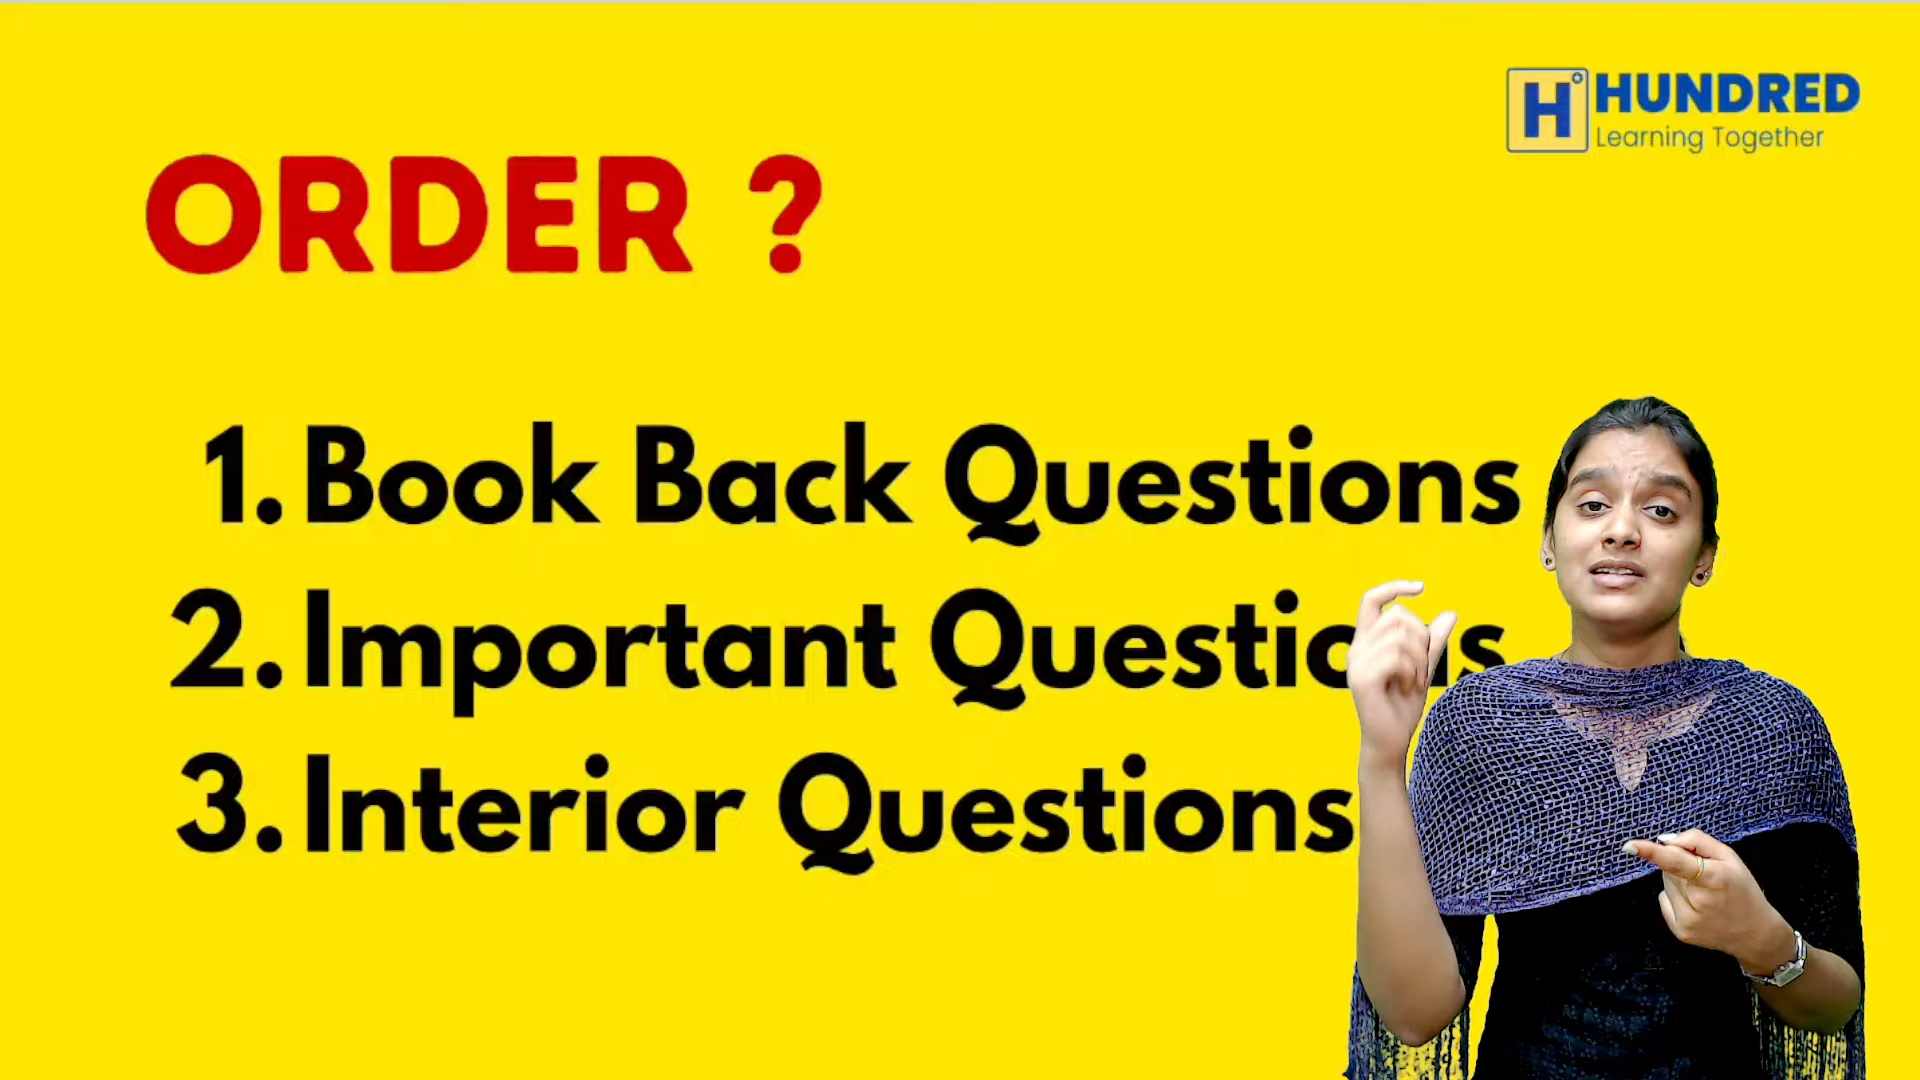 H HUNDRED
Learning Together
ORDER ?
1. Book Back Questions
2. Important Questions
3. Interior Questions